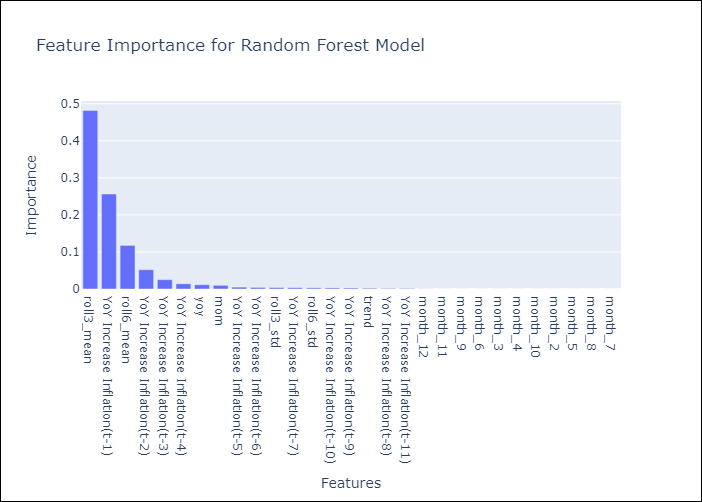 Feature Importance for Random Forest Model
0.5
0.4
0.3
0.2
0.1
0
Importance
roll3_mean
YoY Increase Inflation(t-1)
roll6_mean
YoY Increase Inflation(t-2)
YoY Increase Inflation(t-3)
YoY Increase Inflation(t-4)
yoy
mom
YoY Increase Inflation(t-5)
YoY Increase Inflation(t-6)
roll3_std
YoY Increase Inflation(t-7)
roll6_std
YoY Increase Inflation(t-10)
YoY Increase Inflation(t-9)
trend
YoY Increase Inflation(t-8)
YoY Increase Inflation(t-11)
month_12
month_11
month_9
month_6
month_3
month_4
month_10
month_2
month_5
month_8
month_7
Features